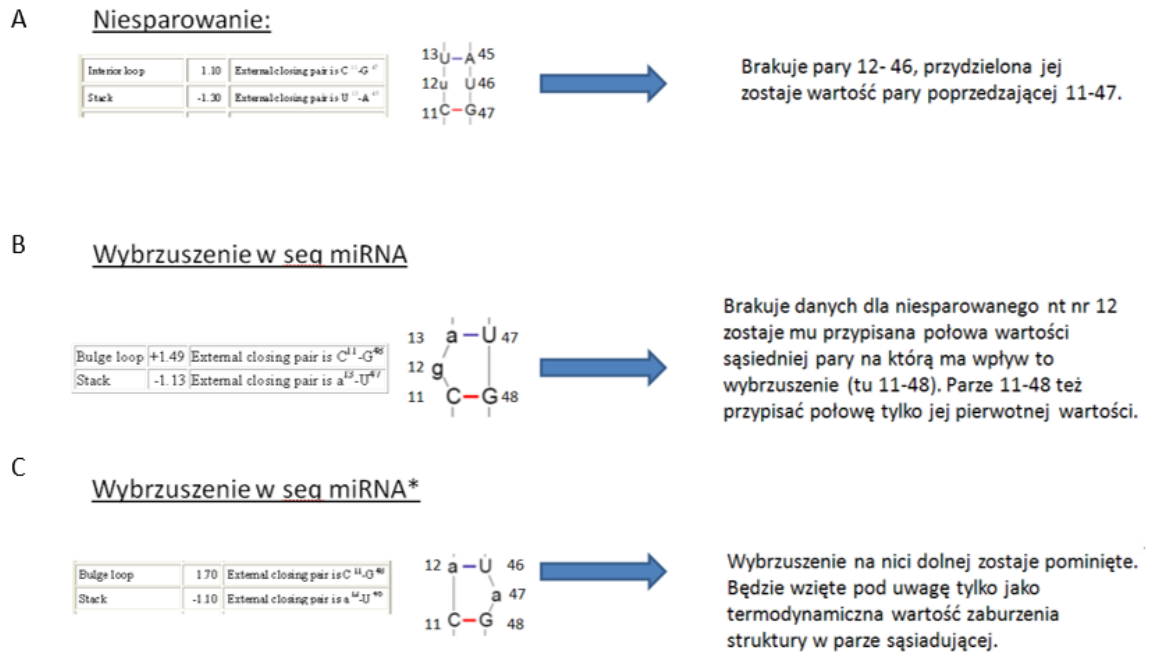 A
Niesparowanie:
Interior loop 1.10 External closing pair is C 11-G 47
Stack -1.30 External closing pair is U 13-A 45
13 U A 45
12 u U 46
11 C G 47
Brakuje pary 12- 46, przydzielona jej
zostaje wartość pary poprzedzającej 11-47.
B
Wybrzuszenie w seq miRNA
Bulge loop +1.49 External closing pair is C11-G48
Stack -1.13 External closing pair is a13-U47
13 a U 47
12 g
11 C G 48
Brakuje danych dla niesparowanego nt nr 12
zostaje mu przypisana połowa wartości
sąsiedniej pary na którą ma wpływ to
wybrzuszenie (tu 11-48). Parze 11-48 też
przypisać połowę tylko jej pierwotnej wartości.
C
Wybrzuszenie w seq miRNA*
Bulge loop 1.70 External closing pair is C 11-G48
Stack -1.10 External closing pair is a 12-U
12 a U 46
a 47
11 C G 48
Wybrzuszenie na nici dolnej zostaje pominięte.
Będzie wzięte pod uwagę tylko jako
termodynamiczna wartość zaburzenia
struktury w parze sąsiadującej.